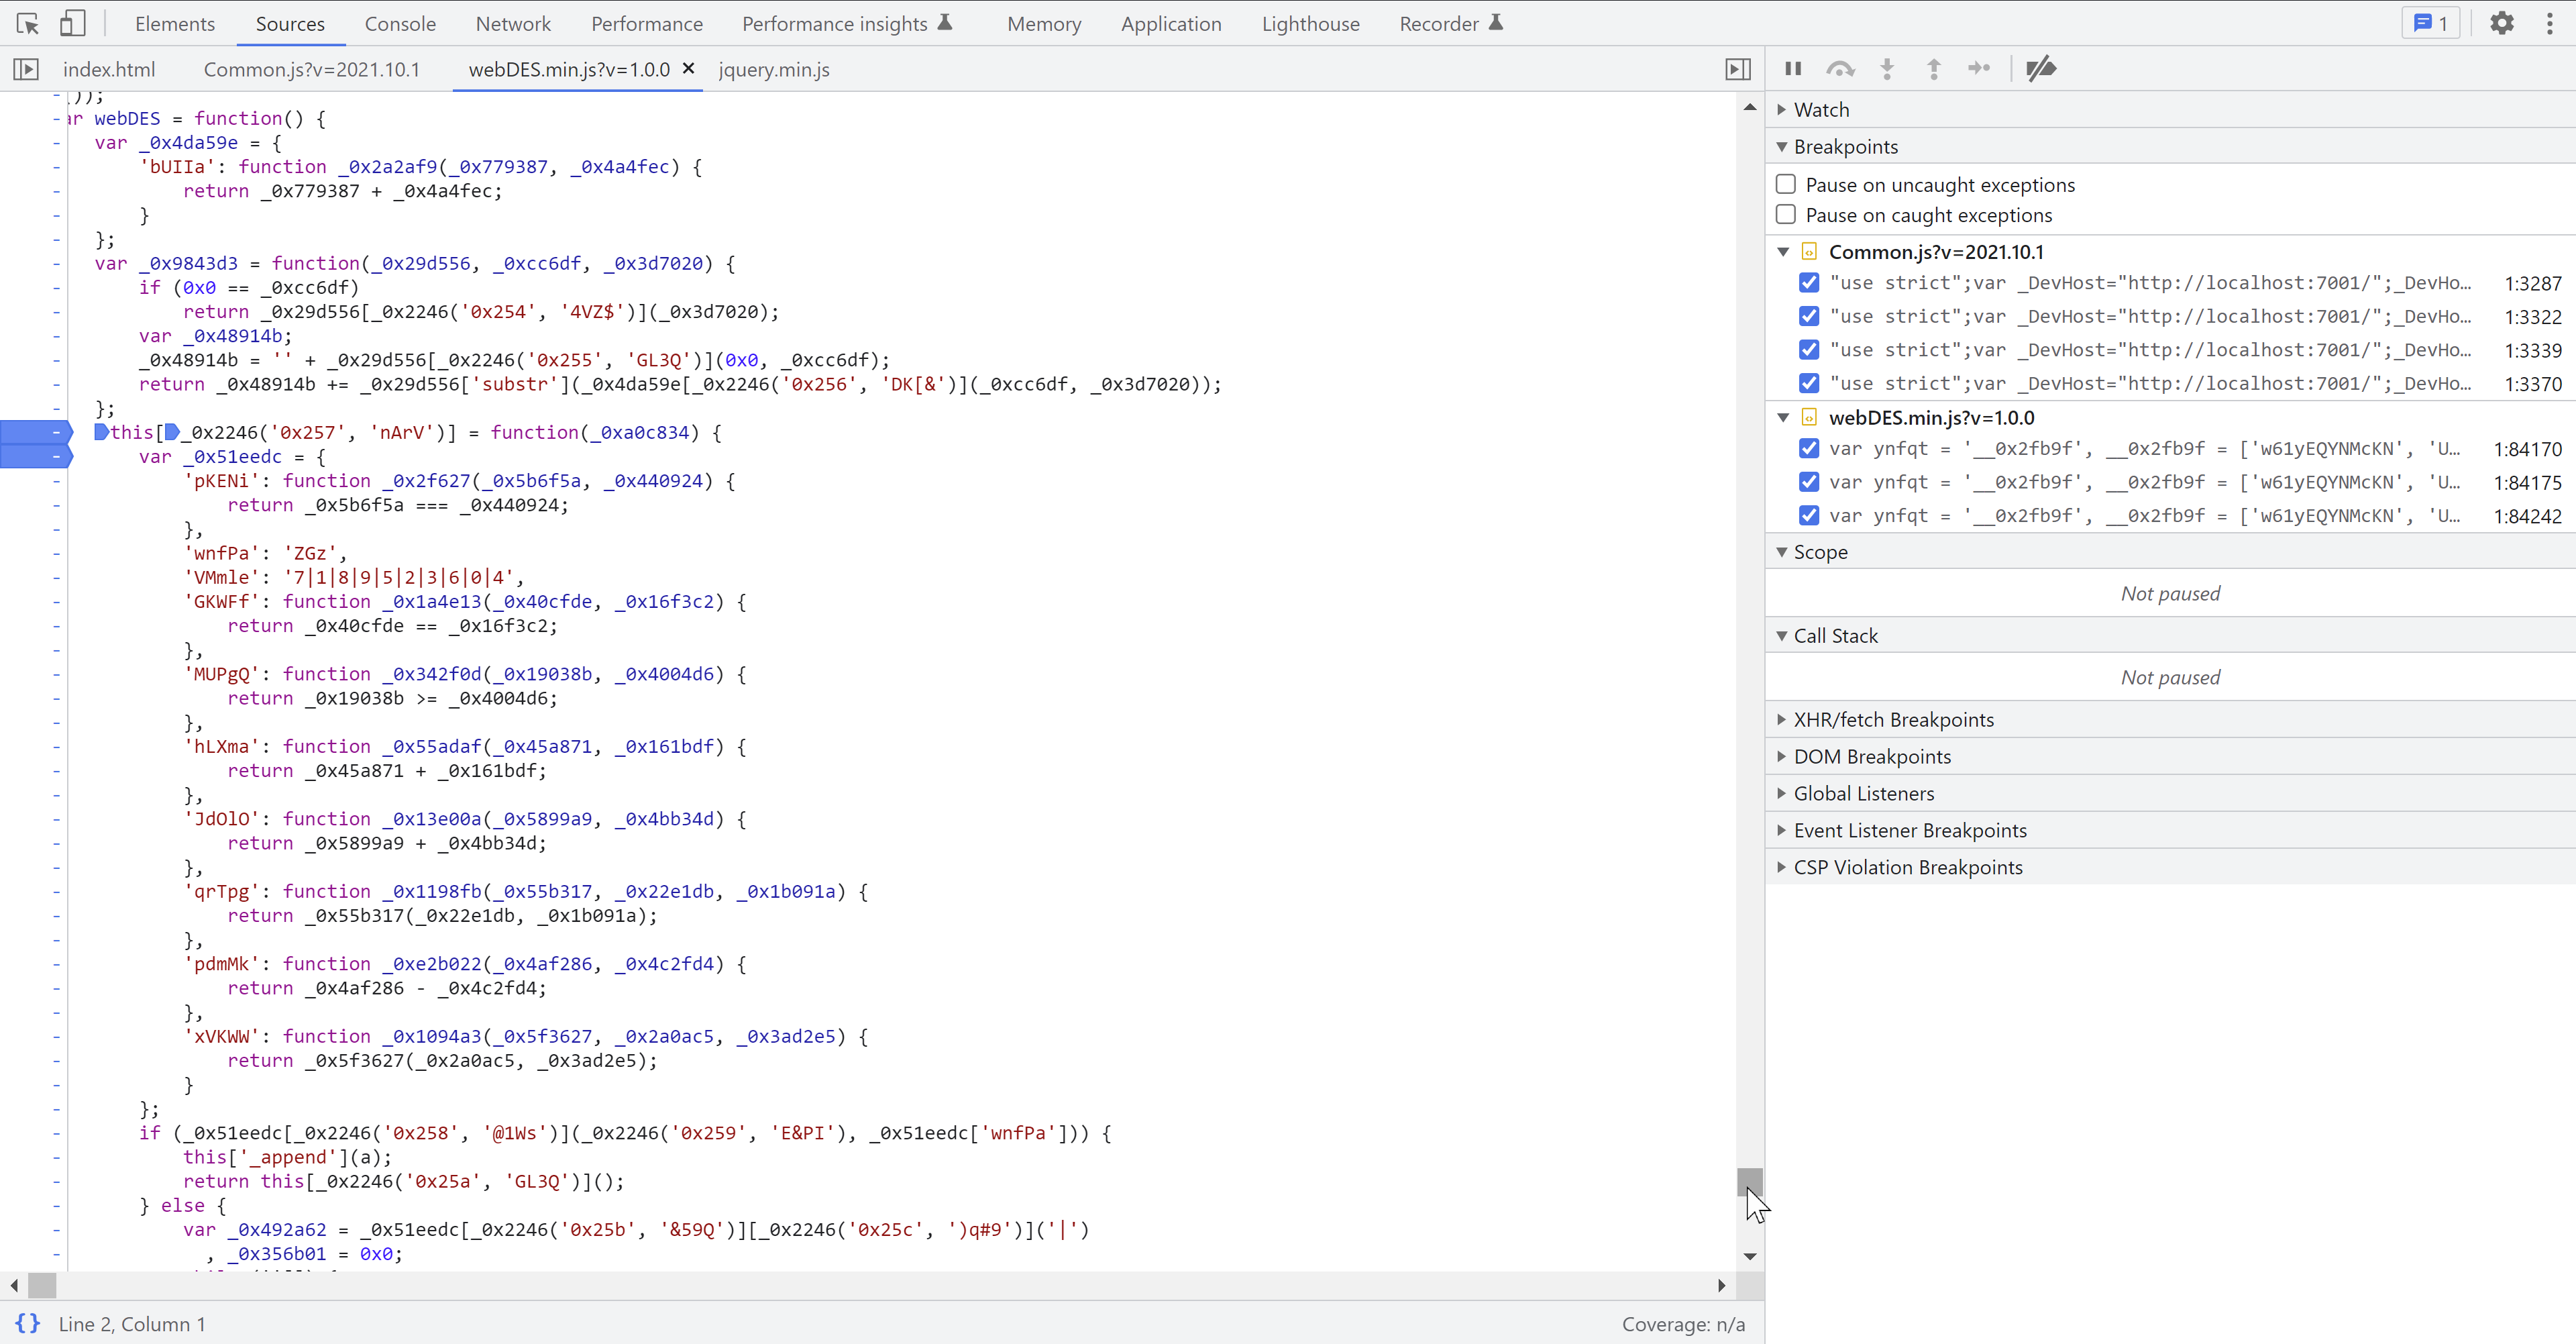 Elements Sources Console Network Performance Performance insights Memory Application Lighthouse Recorder 1
index.html Common.js?v=2021.10.1 webDES.min.js?v=1.0.0 × jquery.min.js
}));
ar webDES = function() {
var _0x4da59e = {
'bUIIa': function _0x2a2af9(_0x779387, _0x4a4fec) {
return _0x779387 + _0x4a4fec;
}
};
var _0x9843d3 = function(_0x29d556, _0xcc6df, _0x3d7020) {
if (0x0 == _0xcc6df)
return _0x29d556[_0x2246('0x254', '4VZ$')](_0x3d7020);
var _0x48914b;
_0x48914b = '' + _0x29d556[_0x2246('0x255', 'GL3Q')](0x0, _0xcc6df);
return _0x48914b += _0x29d556['substr'](_0x4da59e[_0x2246('0x256', 'DK[&')](_0xcc6df, _0x3d7020));
};
this[_0x2246('0x257', 'nArV')] = function(_0xa0c834) {
var _0x51eedc = {
'pKENi': function _0x2f627(_0x5b6f5a, _0x440924) {
return _0x5b6f5a === _0x440924;
},
'wnfPa': 'ZGz',
'VMmle': '7|1|8|9|5|2|3|6|0|4',
'GKWFf': function _0x1a4e13(_0x40cfde, _0x16f3c2) {
return _0x40cfde == _0x16f3c2;
},
'MUPgQ': function _0x342f0d(_0x19038b, _0x4004d6) {
return _0x19038b >= _0x4004d6;
},
'hLXma': function _0x55adaf(_0x45a871, _0x161bdf) {
return _0x45a871 + _0x161bdf;
},
'JdOlO': function _0x13e00a(_0x5899a9, _0x4bb34d) {
return _0x5899a9 + _0x4bb34d;
},
'qrTpg': function _0x1198fb(_0x55b317, _0x22e1db, _0x1b091a) {
return _0x55b317(_0x22e1db, _0x1b091a);
},
'pdmMk': function _0xe2b022(_0x4af286, _0x4c2fd4) {
return _0x4af286 - _0x4c2fd4;
},
'xVKWW': function _0x1094a3(_0x5f3627, _0x2a0ac5, _0x3ad2e5) {
return _0x5f3627(_0x2a0ac5, _0x3ad2e5);
}
};
if (_0x51eedc[_0x2246('0x258', '@1Ws')](_0x2246('0x259', 'E&PI'), _0x51eedc['wnfPa'])) {
this['_append'](a);
return this[_0x2246('0x25a', 'GL3Q')]();
} else {
var _0x492a62 = _0x51eedc[_0x2246('0x25b', '&59Q')][_0x2246('0x25c', ')q#9')]('|')
, _0x356b01 = 0x0;
{} Line 2, Column 1 Coverage: n/a
Watch
Breakpoints
Pause on uncaught exceptions
Pause on caught exceptions
Common.js?v=2021.10.1
"use strict";var _DevHost="http://localhost:7001/";_DevHo… 1:3287
"use strict";var _DevHost="http://localhost:7001/";_DevHo… 1:3322
"use strict";var _DevHost="http://localhost:7001/";_DevHo… 1:3339
"use strict";var _DevHost="http://localhost:7001/";_DevHo… 1:3370
webDES.min.js?v=1.0.0
var ynfqt = '__0x2fb9f', __0x2fb9f = ['w61yEQYNMcKN', 'U… 1:84170
var ynfqt = '__0x2fb9f', __0x2fb9f = ['w61yEQYNMcKN', 'U… 1:84175
var ynfqt = '__0x2fb9f', __0x2fb9f = ['w61yEQYNMcKN', 'U… 1:84242
Scope
Not paused
Call Stack
Not paused
XHR/fetch Breakpoints
DOM Breakpoints
Global Listeners
Event Listener Breakpoints
CSP Violation Breakpoints